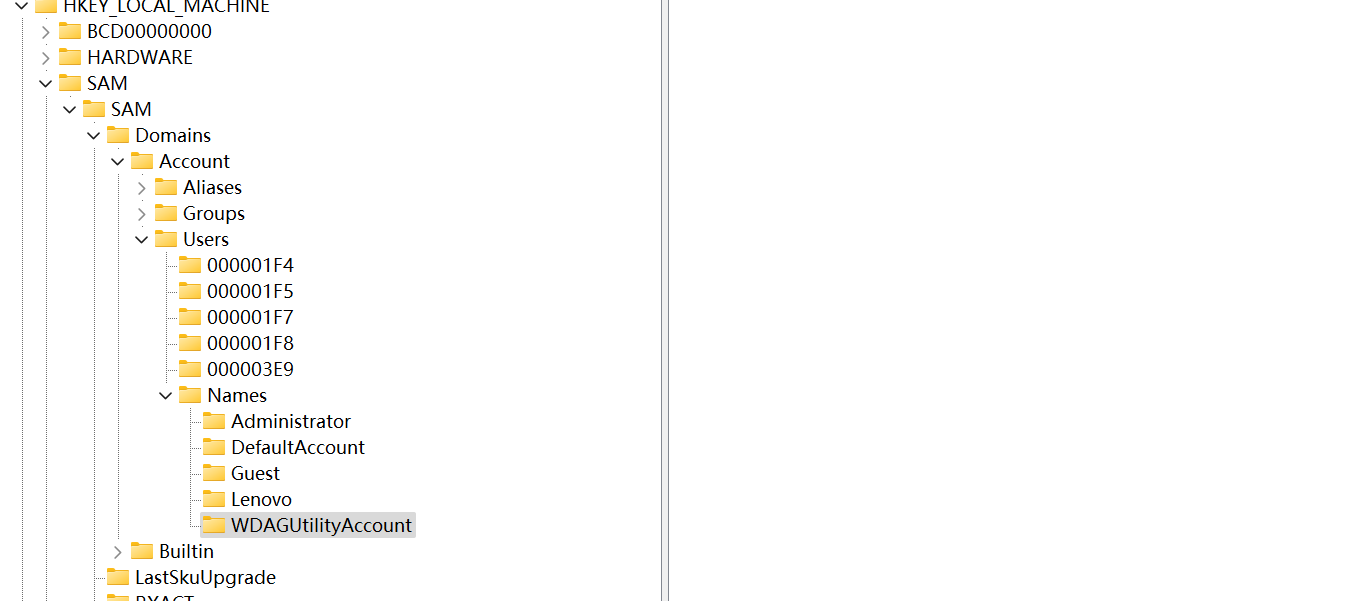 HKEY_LOCAL_MACHINE
BCD00000000
HARDWARE
SAM
SAM
Domains
Account
Aliases
Groups
Users
000001F4
000001F5
000001F7
000001F8
000003E9
Names
Administrator
DefaultAccount
Guest
Lenovo
WDAGUtilityAccount
Builtin
LastSkuUpgrade
RXACT